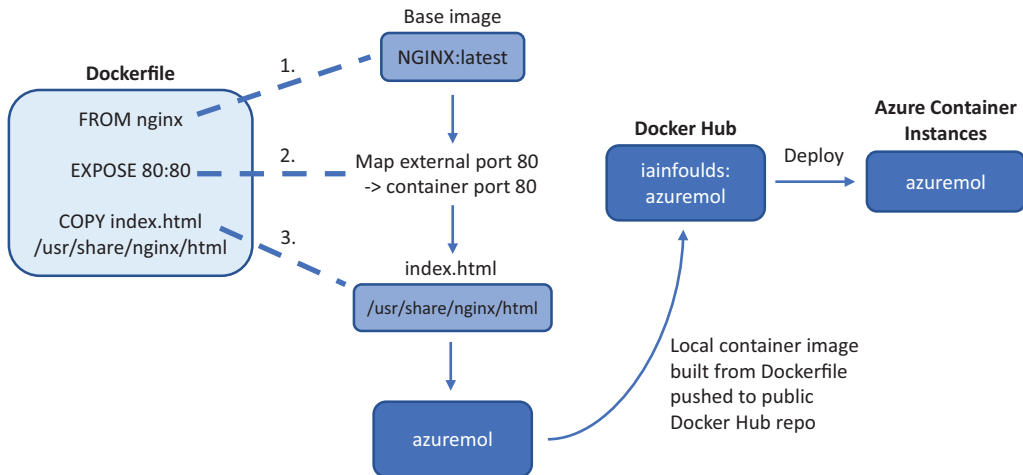 Base image
NGINX:latest
Dockerfile
1.
FROM nginx
EXPOSE 80:80
2.
Map external port 80
-> container port 80
COPY index.html
/usr/share/nginx/html
3.
index.html
/usr/share/nginx/html
azuremol
Docker Hub
iainfoulds:
azuremol
Deploy
Azure Container
Instances
azuremol
Local container image
built from Dockerfile
pushed to public
Docker Hub repo